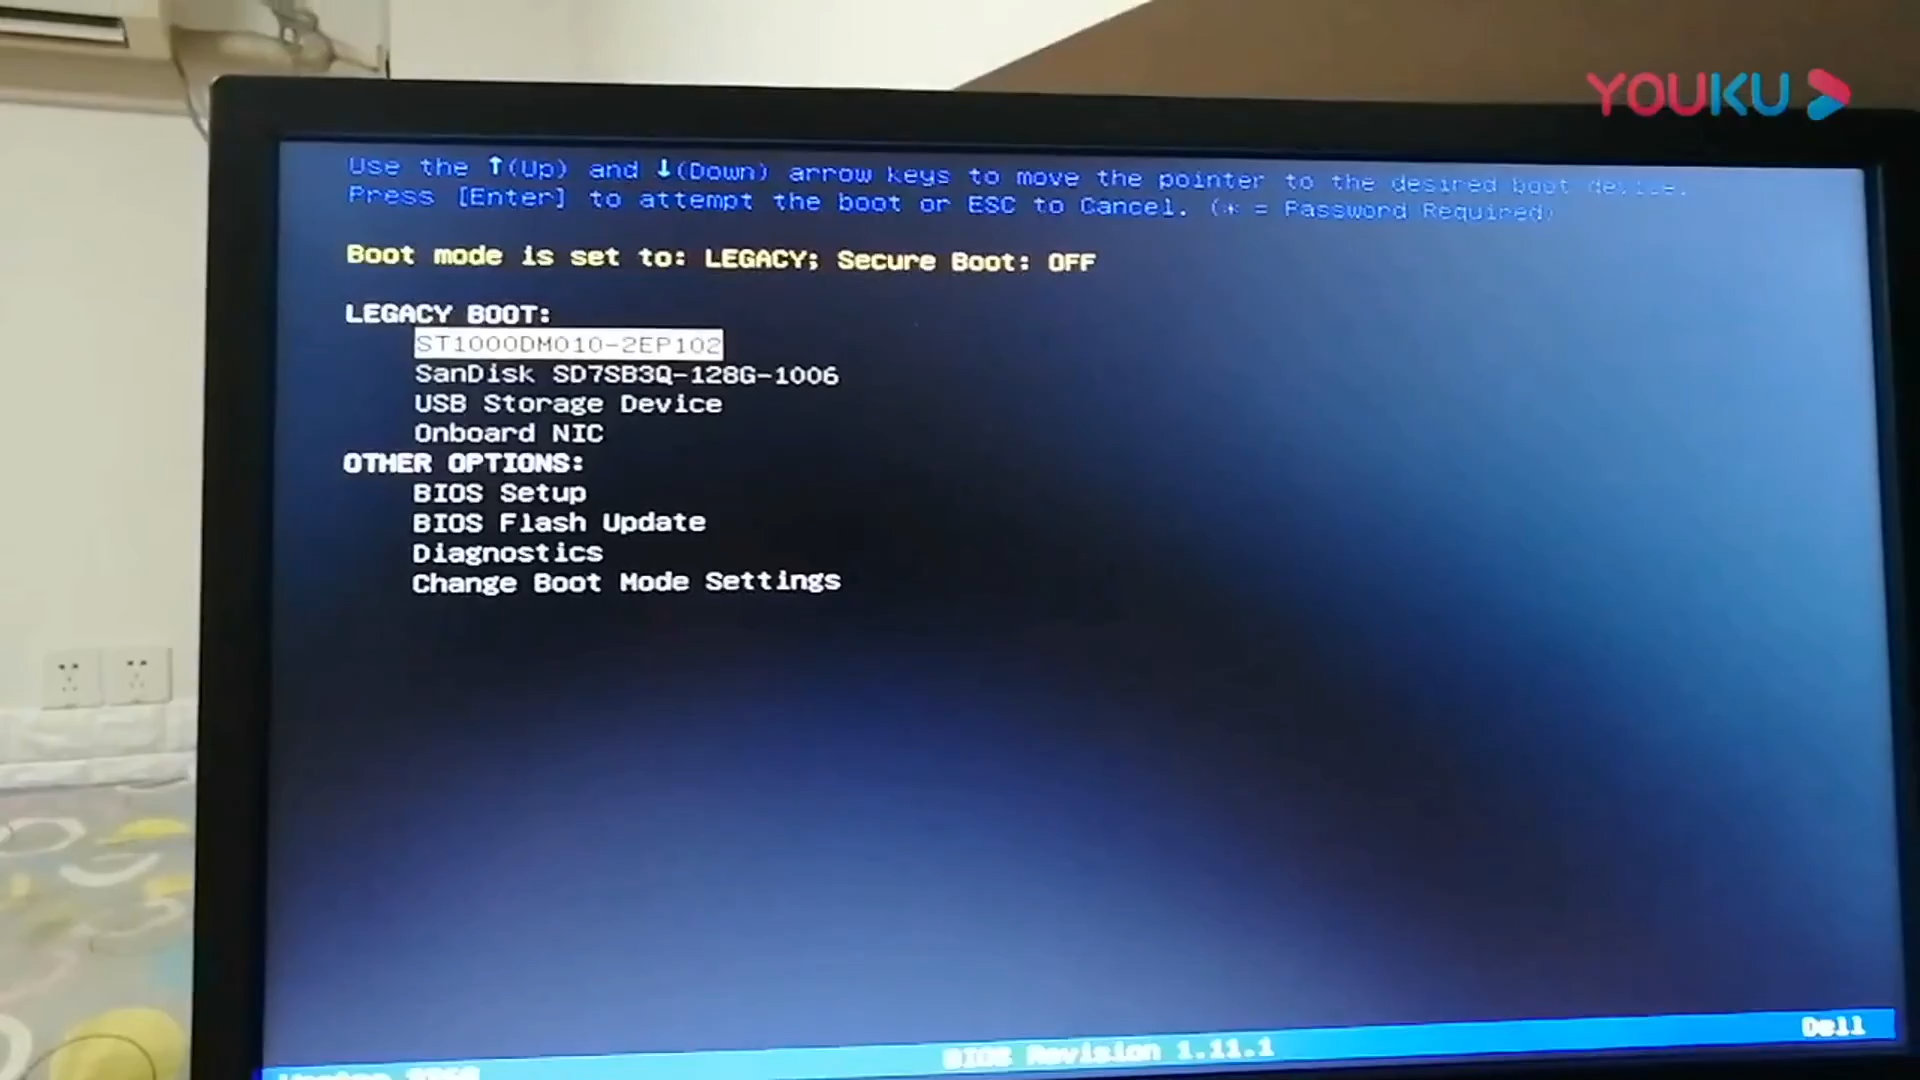 YOUKU
Use the ↑(Up) and ↓(Down) arrow keys to move the pointer to the desired boot device.
Press [Enter] to attempt the boot or ESC to Cancel. (* = Password Required)
Boot mode is set to: LEGACY; Secure Boot: OFF
LEGACY BOOT:
ST1000DM010-2EP102
SanDisk SD7SB3Q-128G-1006
USB Storage Device
Onboard NIC
OTHER OPTIONS:
BIOS Setup
BIOS Flash Update
Diagnostics
Change Boot Mode Settings
Dell
BIOS Revision 1.11.1